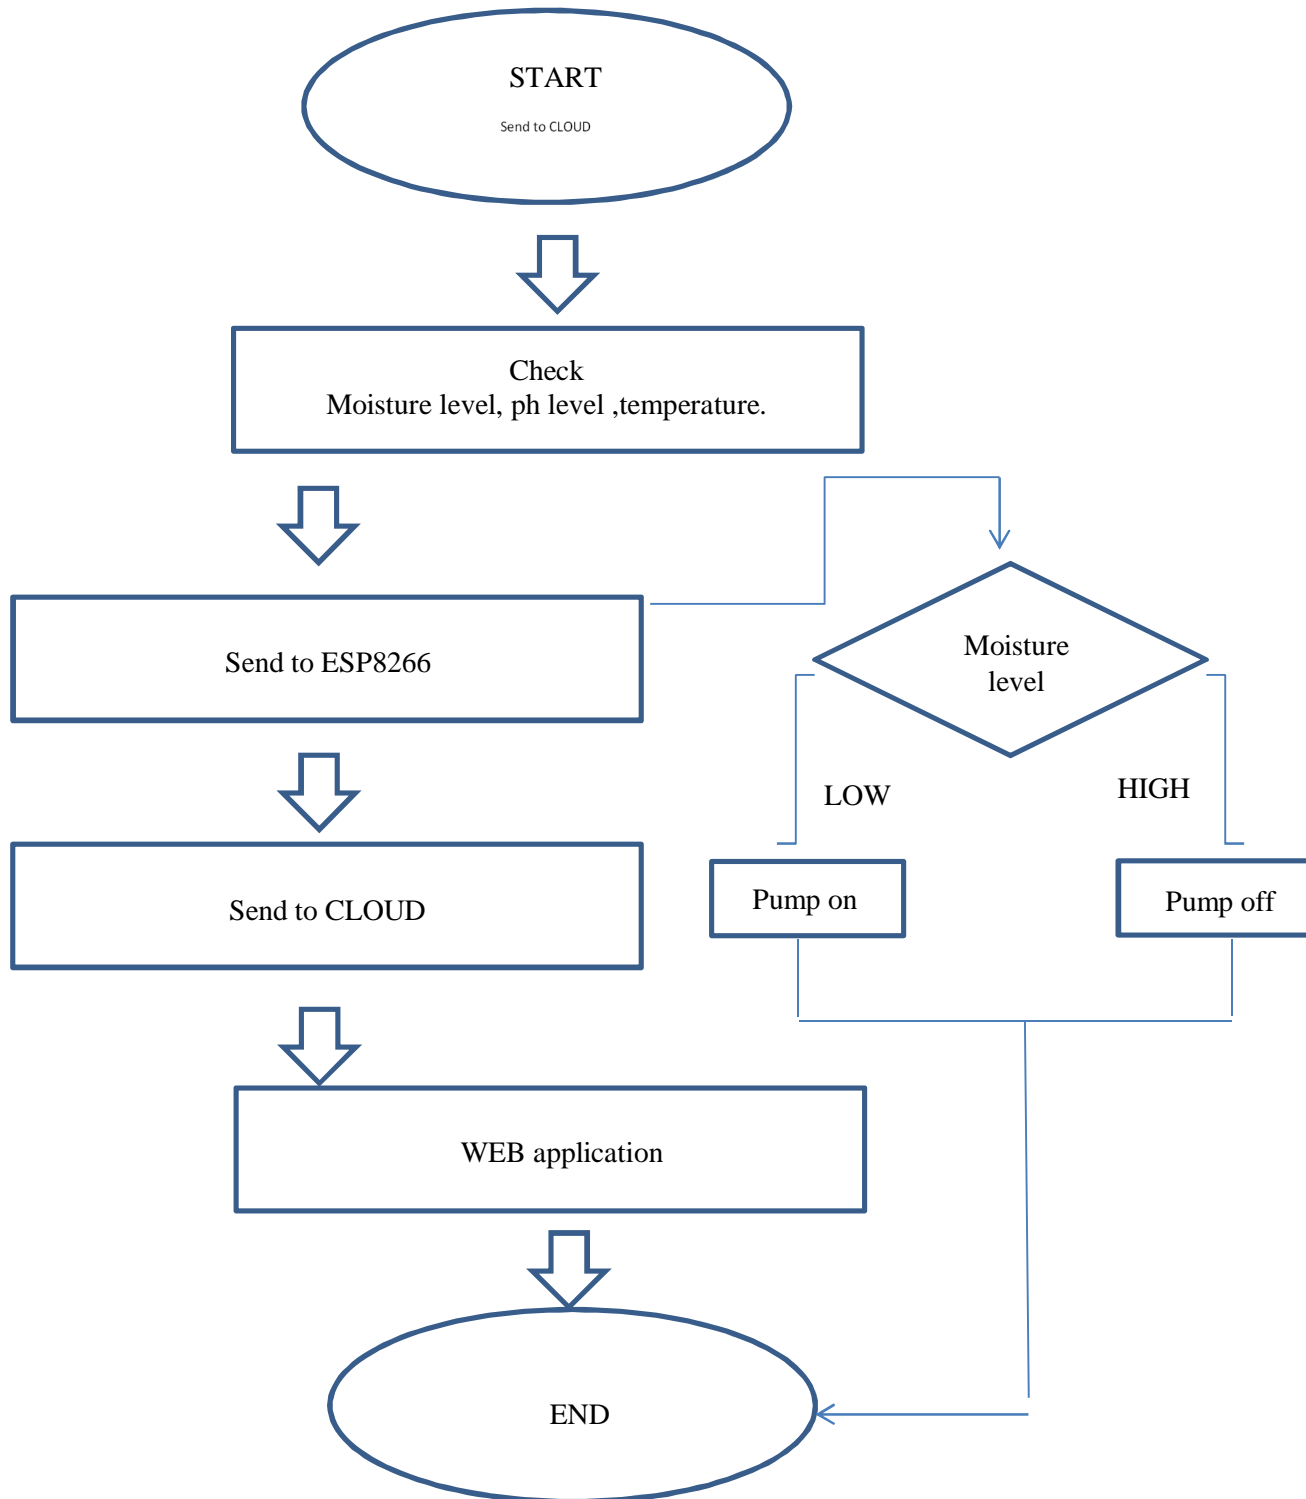 START
Send to CLOUD
Check
Moisture level, ph level ,temperature.
Send to ESP8266
Moisture
level
LOW
HIGH
Send to CLOUD
Pump on
Pump off
WEB application
END